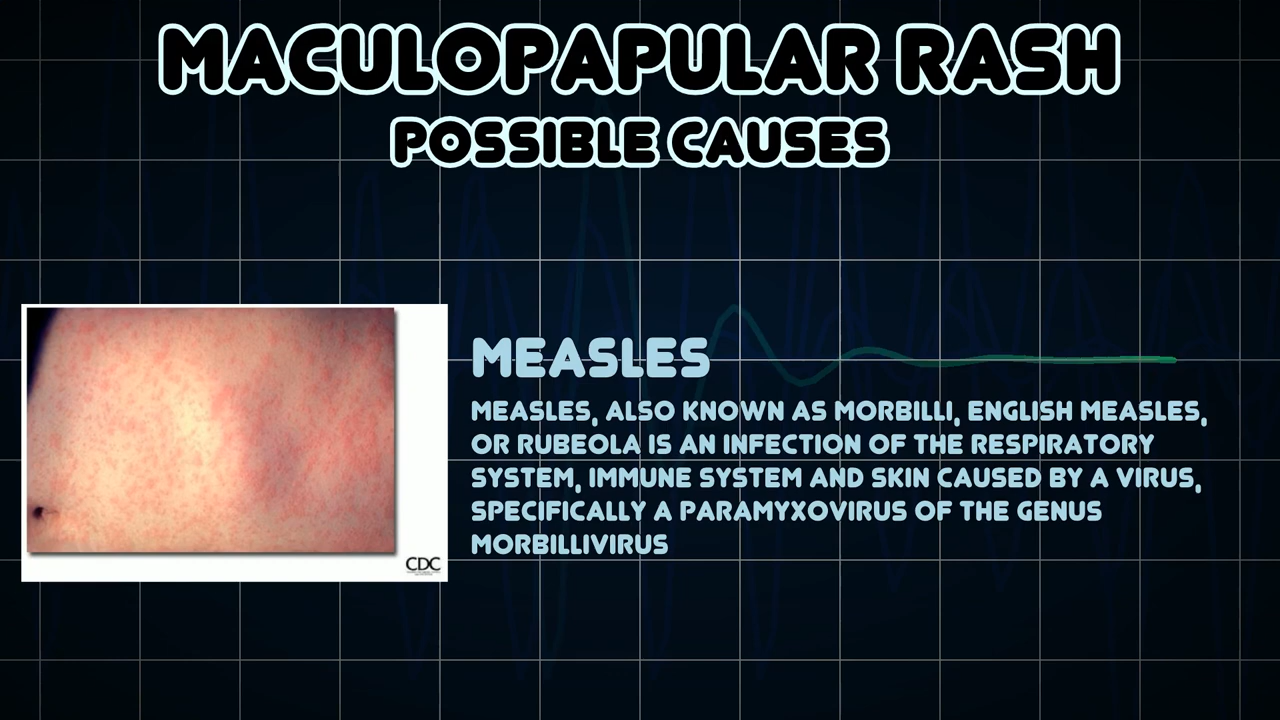 MACULOPAPULAR RASH
POSSIBLE CAUSES
MEASLES
MEASLES, ALSO KNOWN AS MORBILLI, ENGLISH MEASLES,
OR RUBEOLA IS AN INFECTION OF THE RESPIRATORY
SYSTEM, IMMUNE SYSTEM AND SKIN CAUSED BY A VIRUS,
SPECIFICALLY A PARAMYXOVIRUS OF THE GENUS
MORBILLIVIRUS
CDC